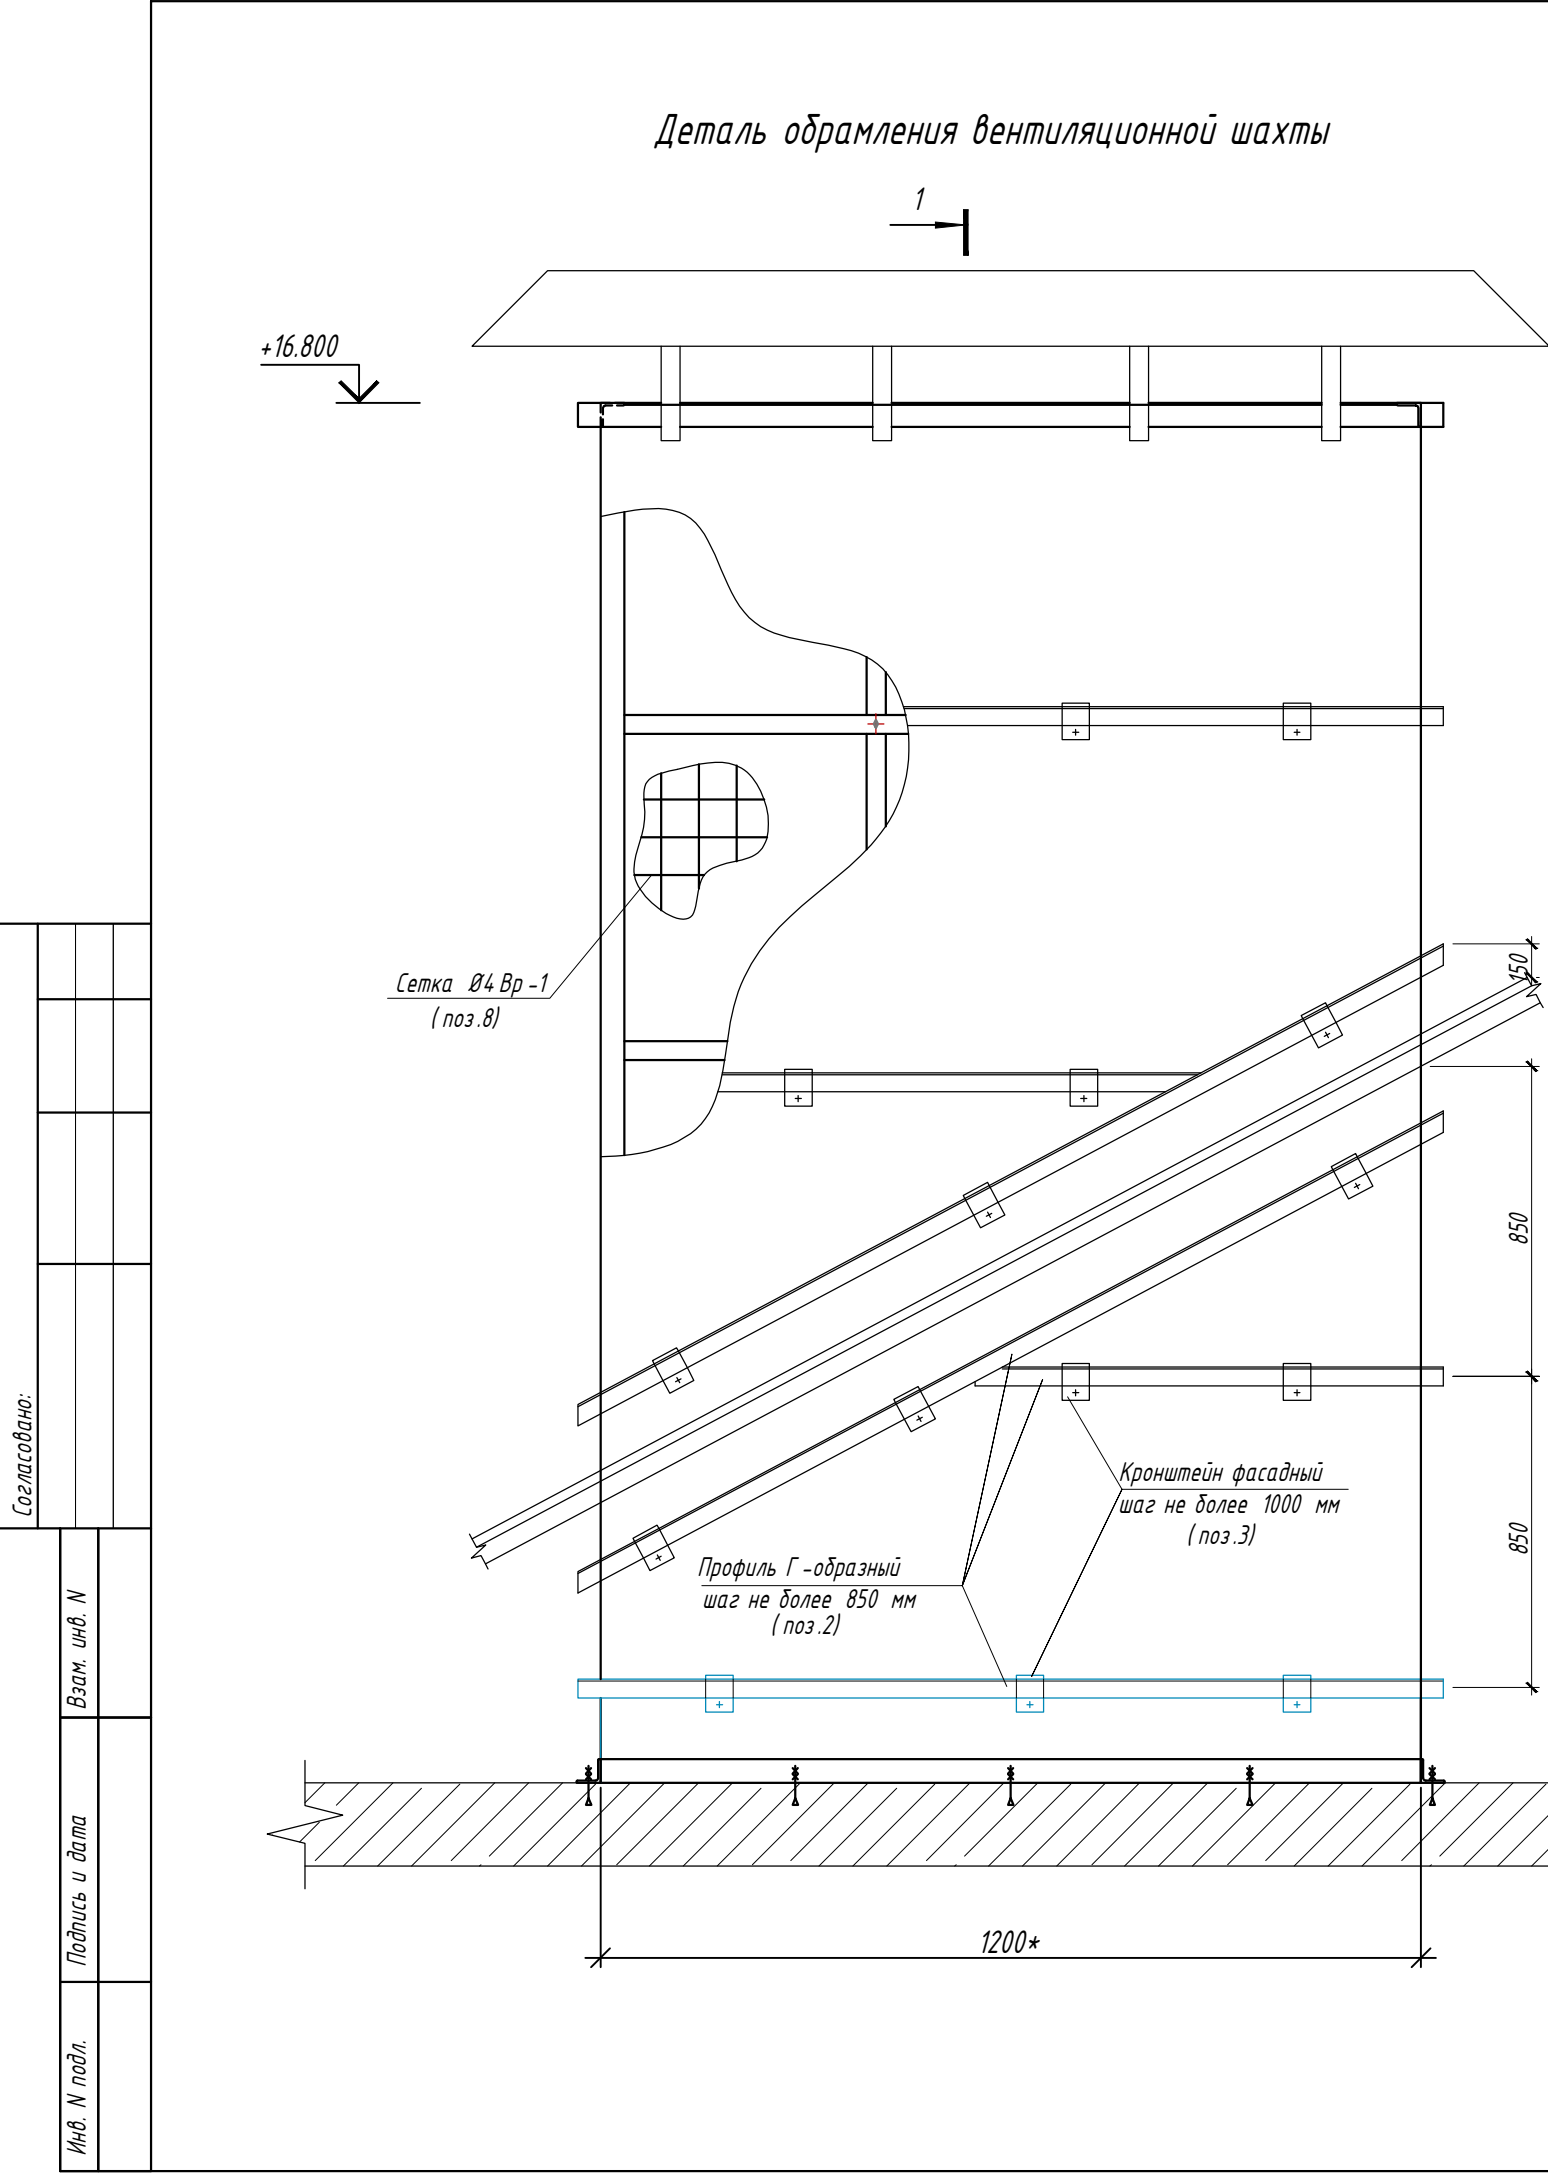 Деталь обрамления вентиляционной шахты
1
+16.800
Сетка Ø4 Вр-1
(поз.8)
150
850
850
Кронштейн фасадный
шаг не более 1000 мм
(поз.3)
Профиль Г-образный
шаг не более 850 мм
(поз.2)
1200*
Согласовано:
Взам. инв. N
Подпись и дата
Инв. N подл.